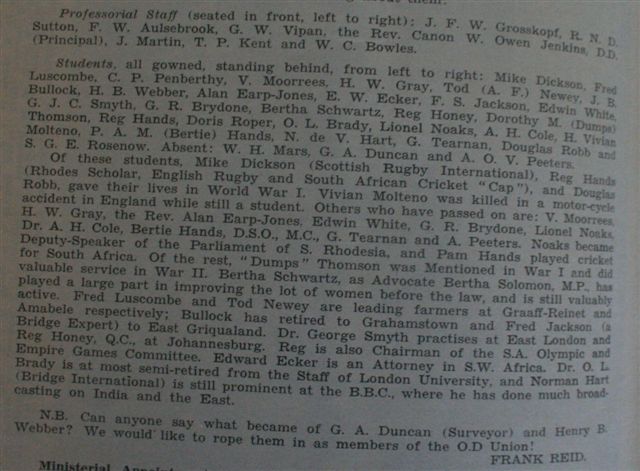 about them.
Professorial Staff (seated in front, left to right): J. F. W. Grosskopf, R. N. D.
Sutton, F. W. Aulsebrook, G. W. Vipan, the Rev. Canon W. Owen Jenkins, D.D.
(Principal), J. Martin, T. P. Kent and W. C. Bowles.
Students, all gowned, standing behind, from left to right: Mike Dickson, Fred
Luscombe, C. P. Penberthy, V. Moorrees, H. W. Gray, Tod (A. F.) Newey, J. B.
Bullock, H. B. Webber, Alan Earp-Jones, E. W. Ecker, F. S. Jackson, Edwin White,
G. J. C. Smyth, G. R. Brydone, Bertha Schwartz, Reg Honey, Dorothy M. (Dumps)
Thomson, Reg Hands, Doris Roper, O. L. Brady, Lionel Noaks, A. H. Cole, H. Vivian
Molteno, P. A. M. (Bertie) Hands, N. de V. Hart, G. Tearnan, Douglas Robb and
S. G. E. Rosenow. Absent: W. H. Mars, G. A. Duncan and A. O. V. Peeters.
Of these students, Mike Dickson (Scottish Rugby International), Reg Hands
(Rhodes Scholar, English Rugby and South African Cricket "Cap"), and Douglas
Robb, gave their lives in World War I. Vivian Molteno was killed in a motor-cycle
accident in England while still a student. Others who have passed on are: V. Moorrees,
H. W. Gray, the Rev. Alan Earp-Jones, Edwin White, G. R. Brydone, Lionel Noaks,
Dr. A. H. Cole, Bertie Hands, D.S.O., M.C., G. Tearnan and A. Peeters. Noaks became
Deputy-Speaker of the Parliament of S. Rhodesia, and Pam Hands played cricket
for South Africa. Of the rest, "Dumps" Thomson was Mentioned in War I and did
valuable service in War II. Bertha Schwartz, as Advocate Bertha Solomon, M.P., has
played a large part in improving the lot of women before the law, and is still valuably
active. Fred Luscombe and Tod Newey are leading farmers at Graaff-Reinet and
Amabele respectively; Bullock has retired to Grahamstown and Fred Jackson (a
Bridge Expert) to East Griqualand. Dr. George Smyth practises at East London and
Reg Honey, Q.C., at Johannesburg. Reg is also Chairman of the S.A. Olympic and
Empire Games Committee. Edward Ecker is an Attorney in S.W. Africa. Dr. O. L.
Brady is at most semi-retired from the Staff of London University, and Norman Hart
(Bridge International) is still prominent at the B.B.C., where he has done much broad-
casting on India and the East.
N.B. Can anyone say what became of G. A. Duncan (Surveyor) and Henry B.
Webber? We would like to rope them in as members of the O.D Union!
FRANK REID.
Ministerial